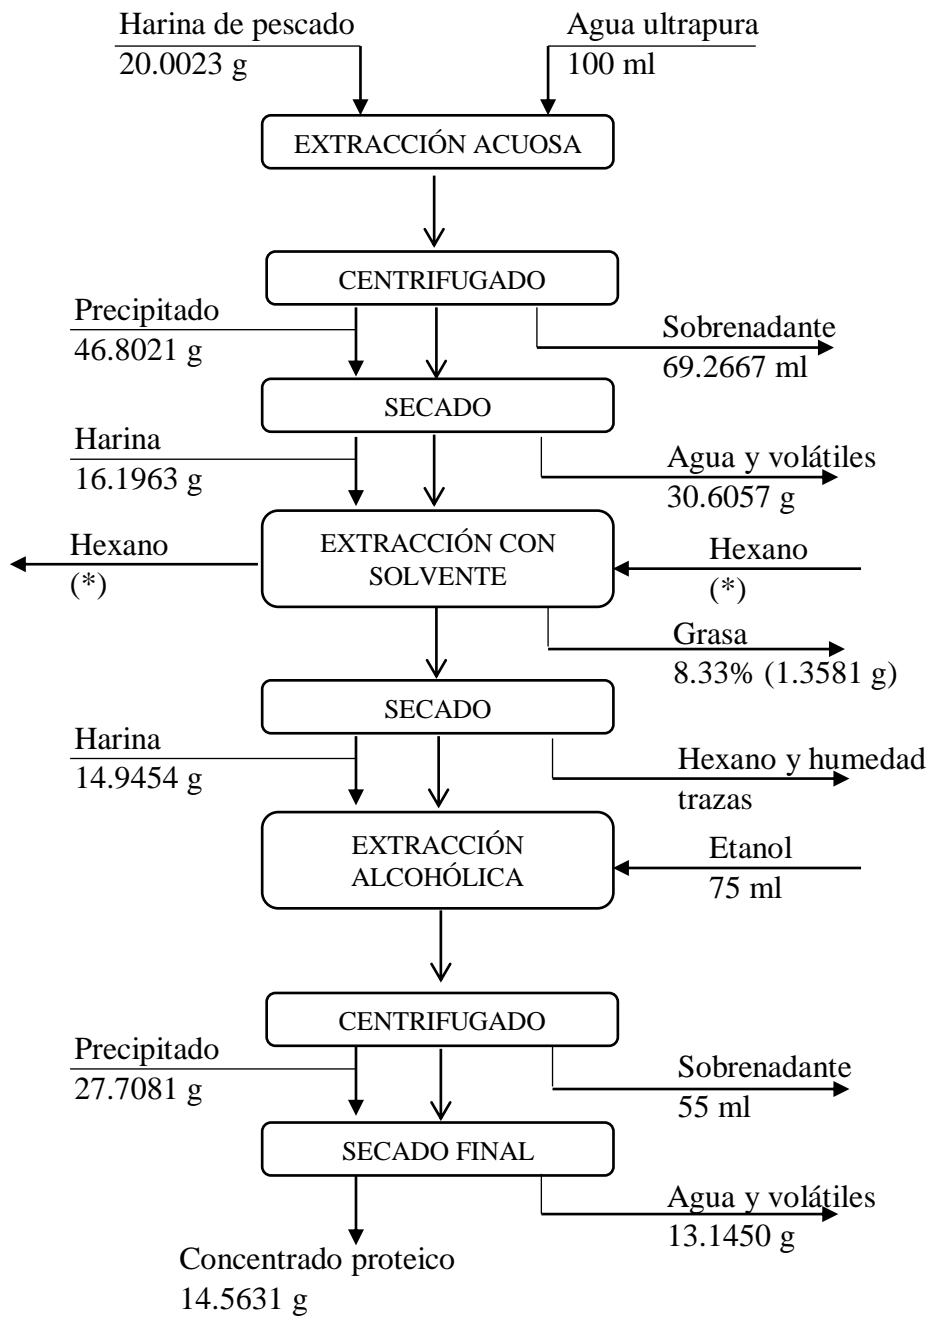 Harina de pescado
Agua ultrapura
20.0023 g
100 ml
EXTRACCIÓN ACUOSA
CENTRIFUGADO
Precipitado
46.8021 g
Sobrenadante
69.2667 ml
SECADO
Harina
16.1963 g
Agua y volátiles
30.6057 g
Hexano
(*)
EXTRACCIÓN CON
SOLVENTE
Hexano
(*)
Grasa
8.33% (1.3581 g)
SECADO
Harina
14.9454 g
Hexano y humedad
trazas
EXTRACCIÓN
ALCOHÓLICA
Etanol
75 ml
CENTRIFUGADO
Precipitado
27.7081 g
Sobrenadante
55 ml
SECADO FINAL
Agua y volátiles
13.1450 g
Concentrado proteico
14.5631 g